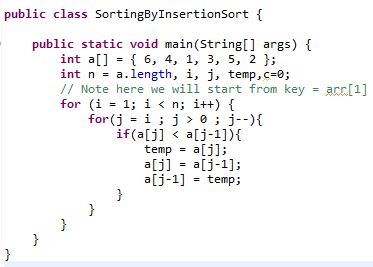 public class SortingByInsertionSort {
public static void main(String[] args) {
int a[] = { 6, 4, 1, 3, 5, 2 };
int n = a.length, i, j, temp,c=0;
// Note here we will start from key = arr[1]
for (i = 1; i < n; i++) {
for(j = i ; j > 0 ; j--){
if(a[j] < a[j-1]){
temp = a[j];
a[j] = a[j-1];
a[j-1] = temp;
}
}
}
}
}